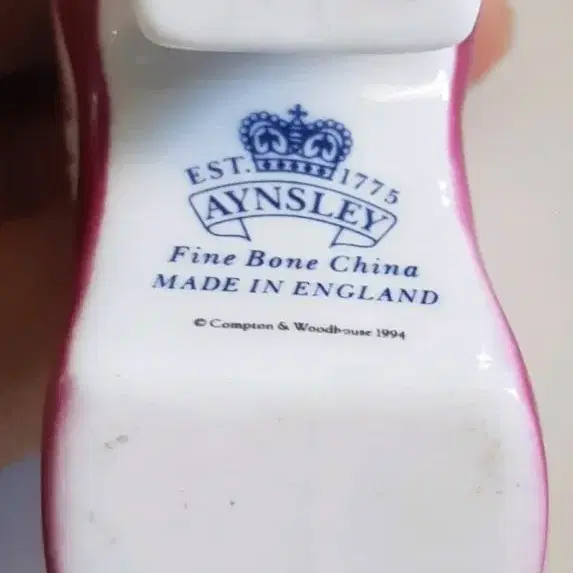 EST. 1775
AYNSLEY
Fine Bone China
MADE IN ENGLAND
© Compton & Woodhouse 1994